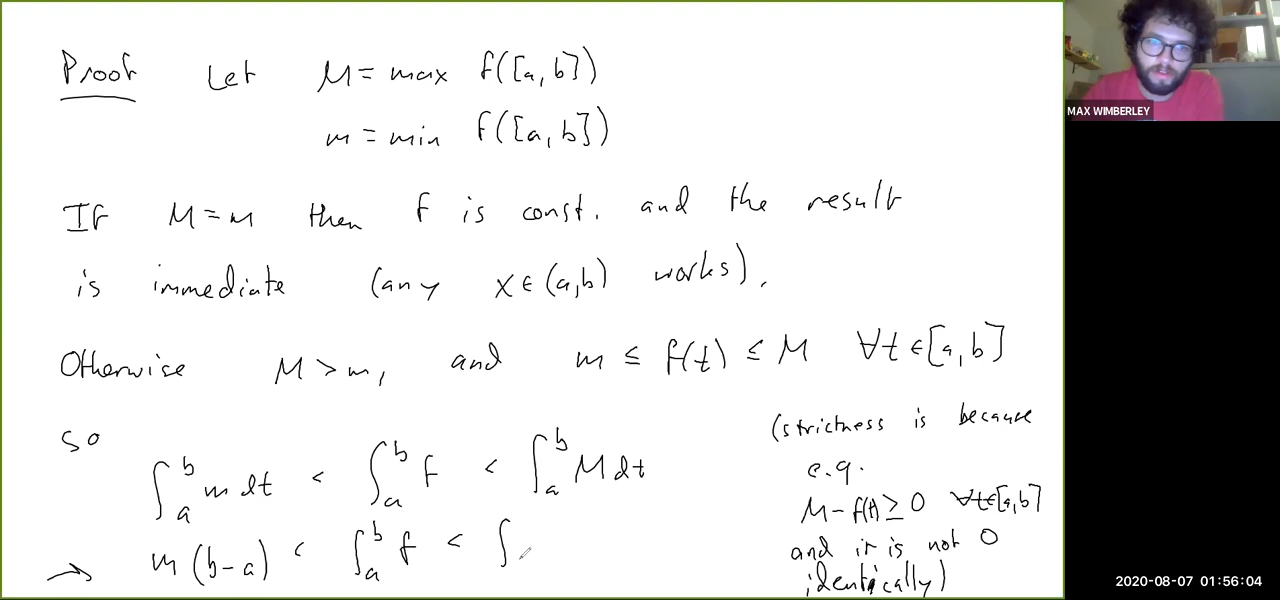 Proof Let M = max f([a,b])
m = min f([a,b])
If M = m then f is const. and the result
is immediate (any x ∈ (a,b) works).
Otherwise M > m, and m ≤ f(t) ≤ M ∀t ∈ [a,b]
so
∫_a^b m dt < ∫_a^b f < ∫_a^b M dt
⇒ m (b-a) < ∫_a^b f < ∫
(strictness is because
e.g.
M - f(t) ≥ 0 ∀t∈[a,b]
and it is not 0
identically)
MAX WIMBERLEY
2020-08-07 01:56:04